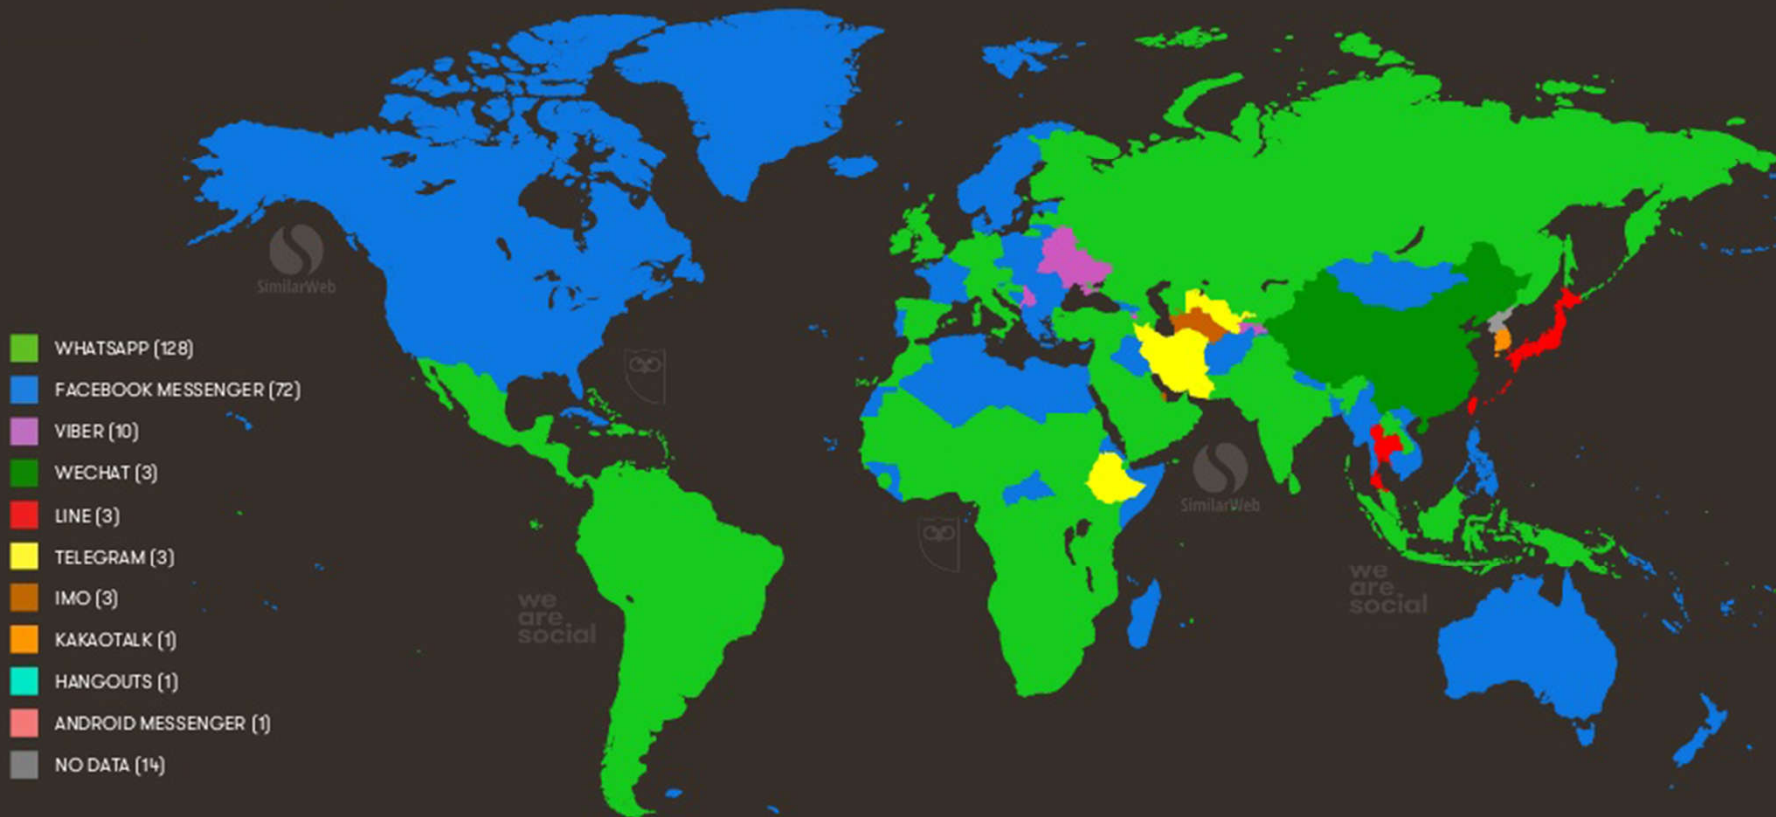 SimilarWeb
WHATSAPP (128)
FACEBOOK MESSENGER (72)
VIBER (10)
WECHAT (3)
LINE (3)
TELEGRAM (3)
IMO (3)
KAKAOTALK (1)
HANGOUTS (1)
ANDROID MESSENGER (1)
NO DATA (14)
SimilarWeb
we
are
social
we
are
social